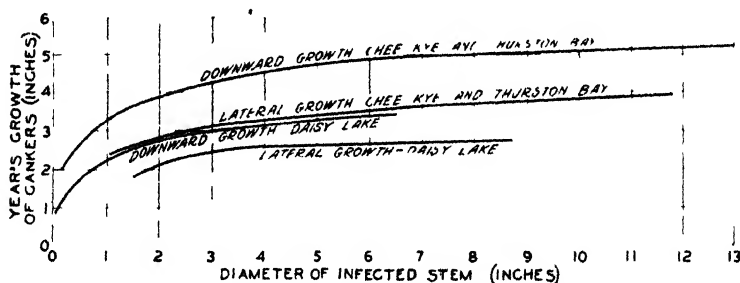 6
5
4
3
2
1
0
YEAR'S GROWTH
OF CANKERS (INCHES)
DOWNWARD GROWTH CHEE KYE AND THURSTON BAY
LATERAL GROWTH CHEE KYE AND THURSTON BAY
DOWNWARD GROWTH DAISY LAKE
LATERAL GROWTH-DAISY LAKE
0 1 2 3 4 5 6 7 8 9 10 11 12 13
DIAMETER OF INFECTED STEM (INCHES)